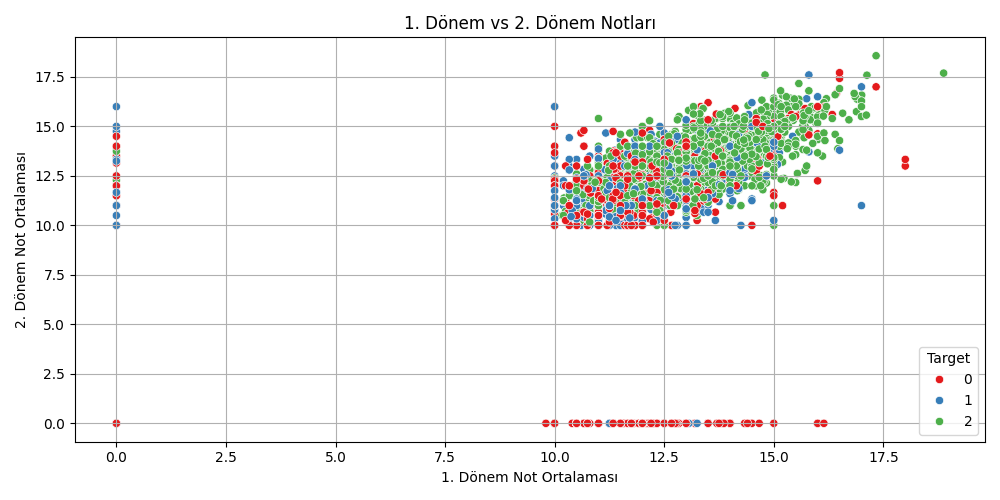 1. Dönem vs 2. Dönem Notları
2. Dönem Not Ortalaması
17.5
15.0
12.5
10.0
7.5
5.0
2.5
0.0
Target
0
1
2
0.0 2.5 5.0 7.5 10.0 12.5 15.0 17.5
1. Dönem Not Ortalaması